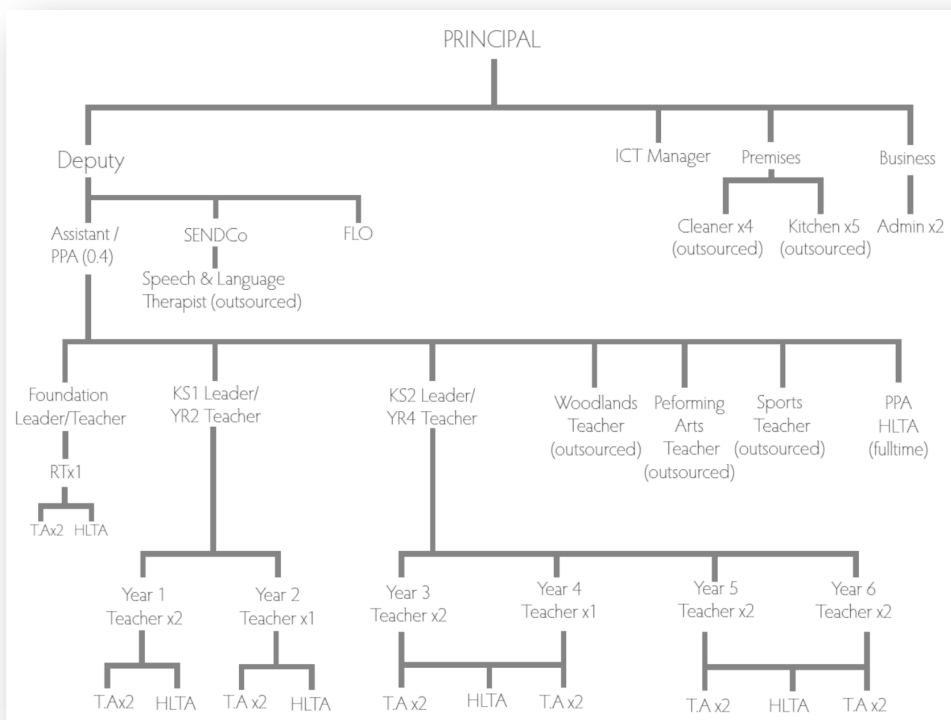 PRINCIPAL
Deputy
ICT Manager
Premises
Business
Assistant /
PPA (0.4)
SENDCo
FLO
Cleaner x4
(outsourced)
Kitchen x5
(outsourced)
Admin x2
Speech & Language
Therapist (outsourced)
Foundation
Leader/Teacher
KS1 Leader/
YR2 Teacher
KS2 Leader/
YR4 Teacher
Woodlands
Teacher
(outsourced)
Peforming
Arts
Teacher
(outsourced)
Sports
Teacher
(outsourced)
PPA
HLTA
(fulltime)
RTx1
T.Ax2
HLTA
Year 1
Teacher x2
Year 2
Teacher x1
Year 3
Teacher x2
Year 4
Teacher x1
Year 5
Teacher x2
Year 6
Teacher x2
T.Ax2
HLTA
T.A x2
HLTA
T.A x2
HLTA
T.A x2
T.A x2
HLTA
T.A x2